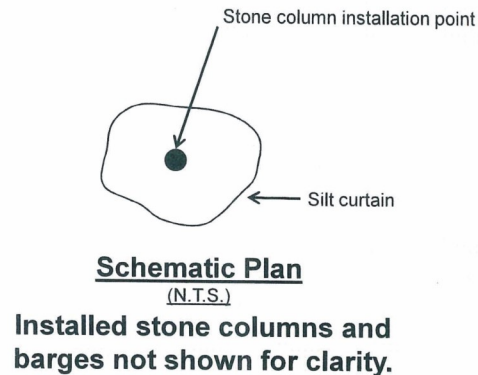 Stone column installation point
Silt curtain
Schematic Plan
(N.T.S.)
Installed stone columns and
barges not shown for clarity.